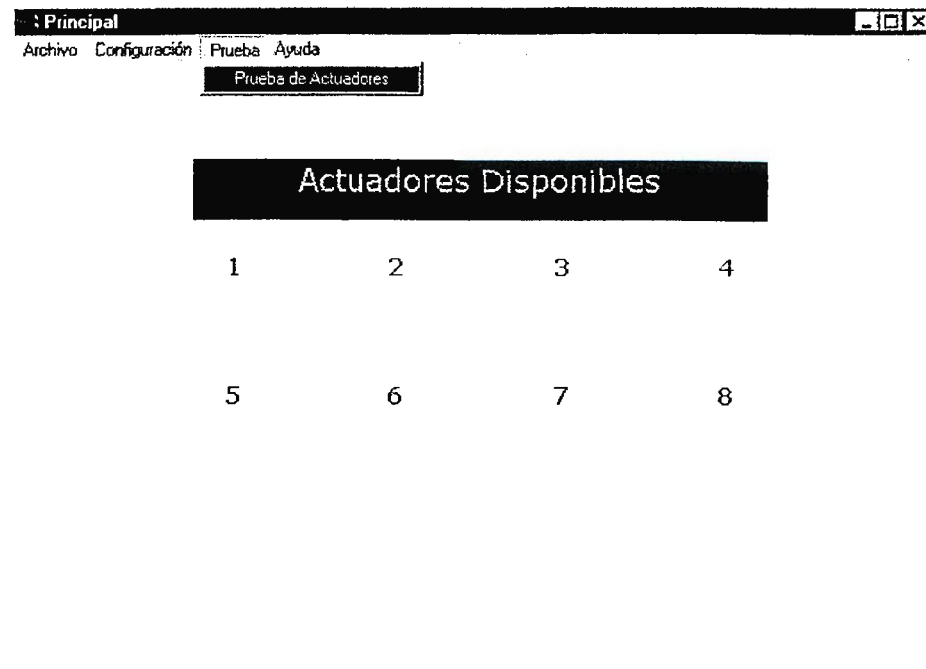 Principal
Archivo Configuración Prueba Ayuda
Prueba de Actuadores
Actuadores Disponibles
1 2 3 4
5 6 7 8